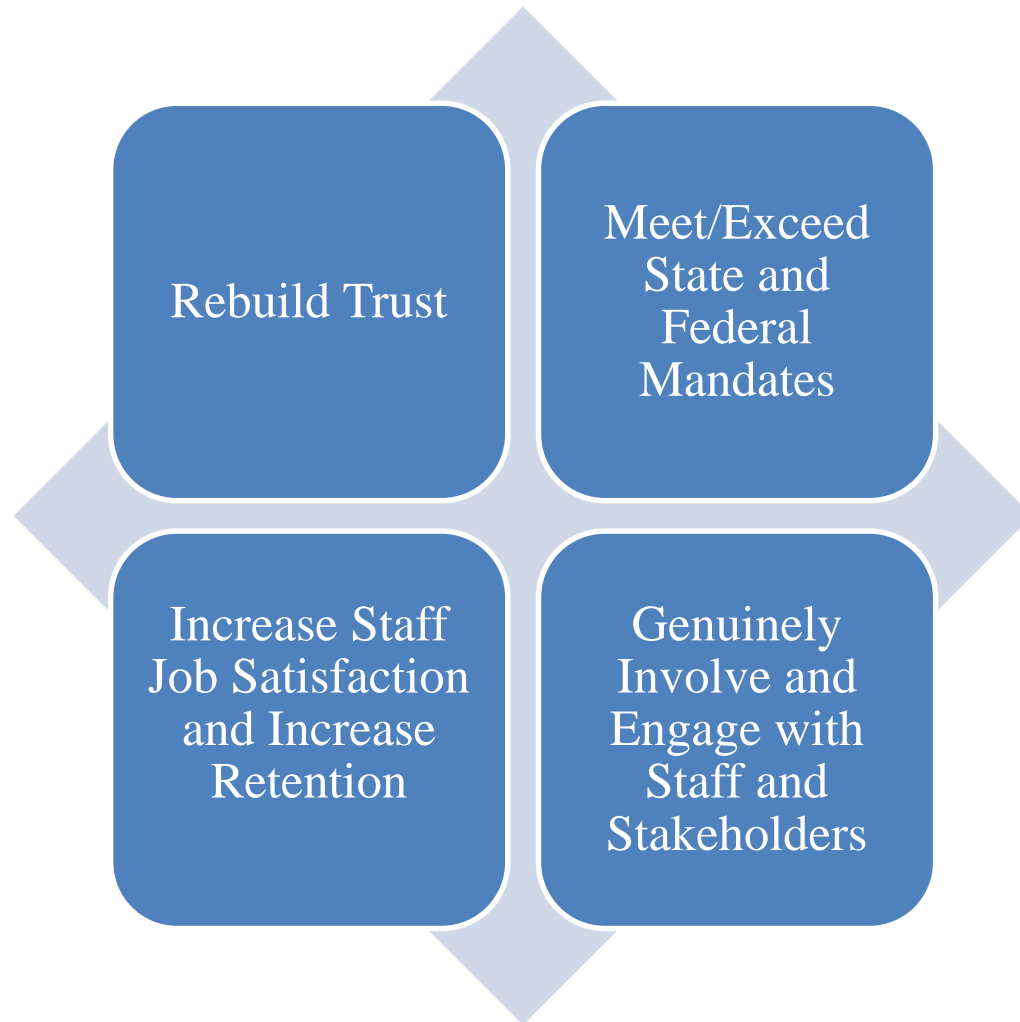 Rebuild Trust
Meet/Exceed
State and
Federal
Mandates
Increase Staff
Job Satisfaction
and Increase
Retention
Genuinely
Involve and
Engage with
Staff and
Stakeholders